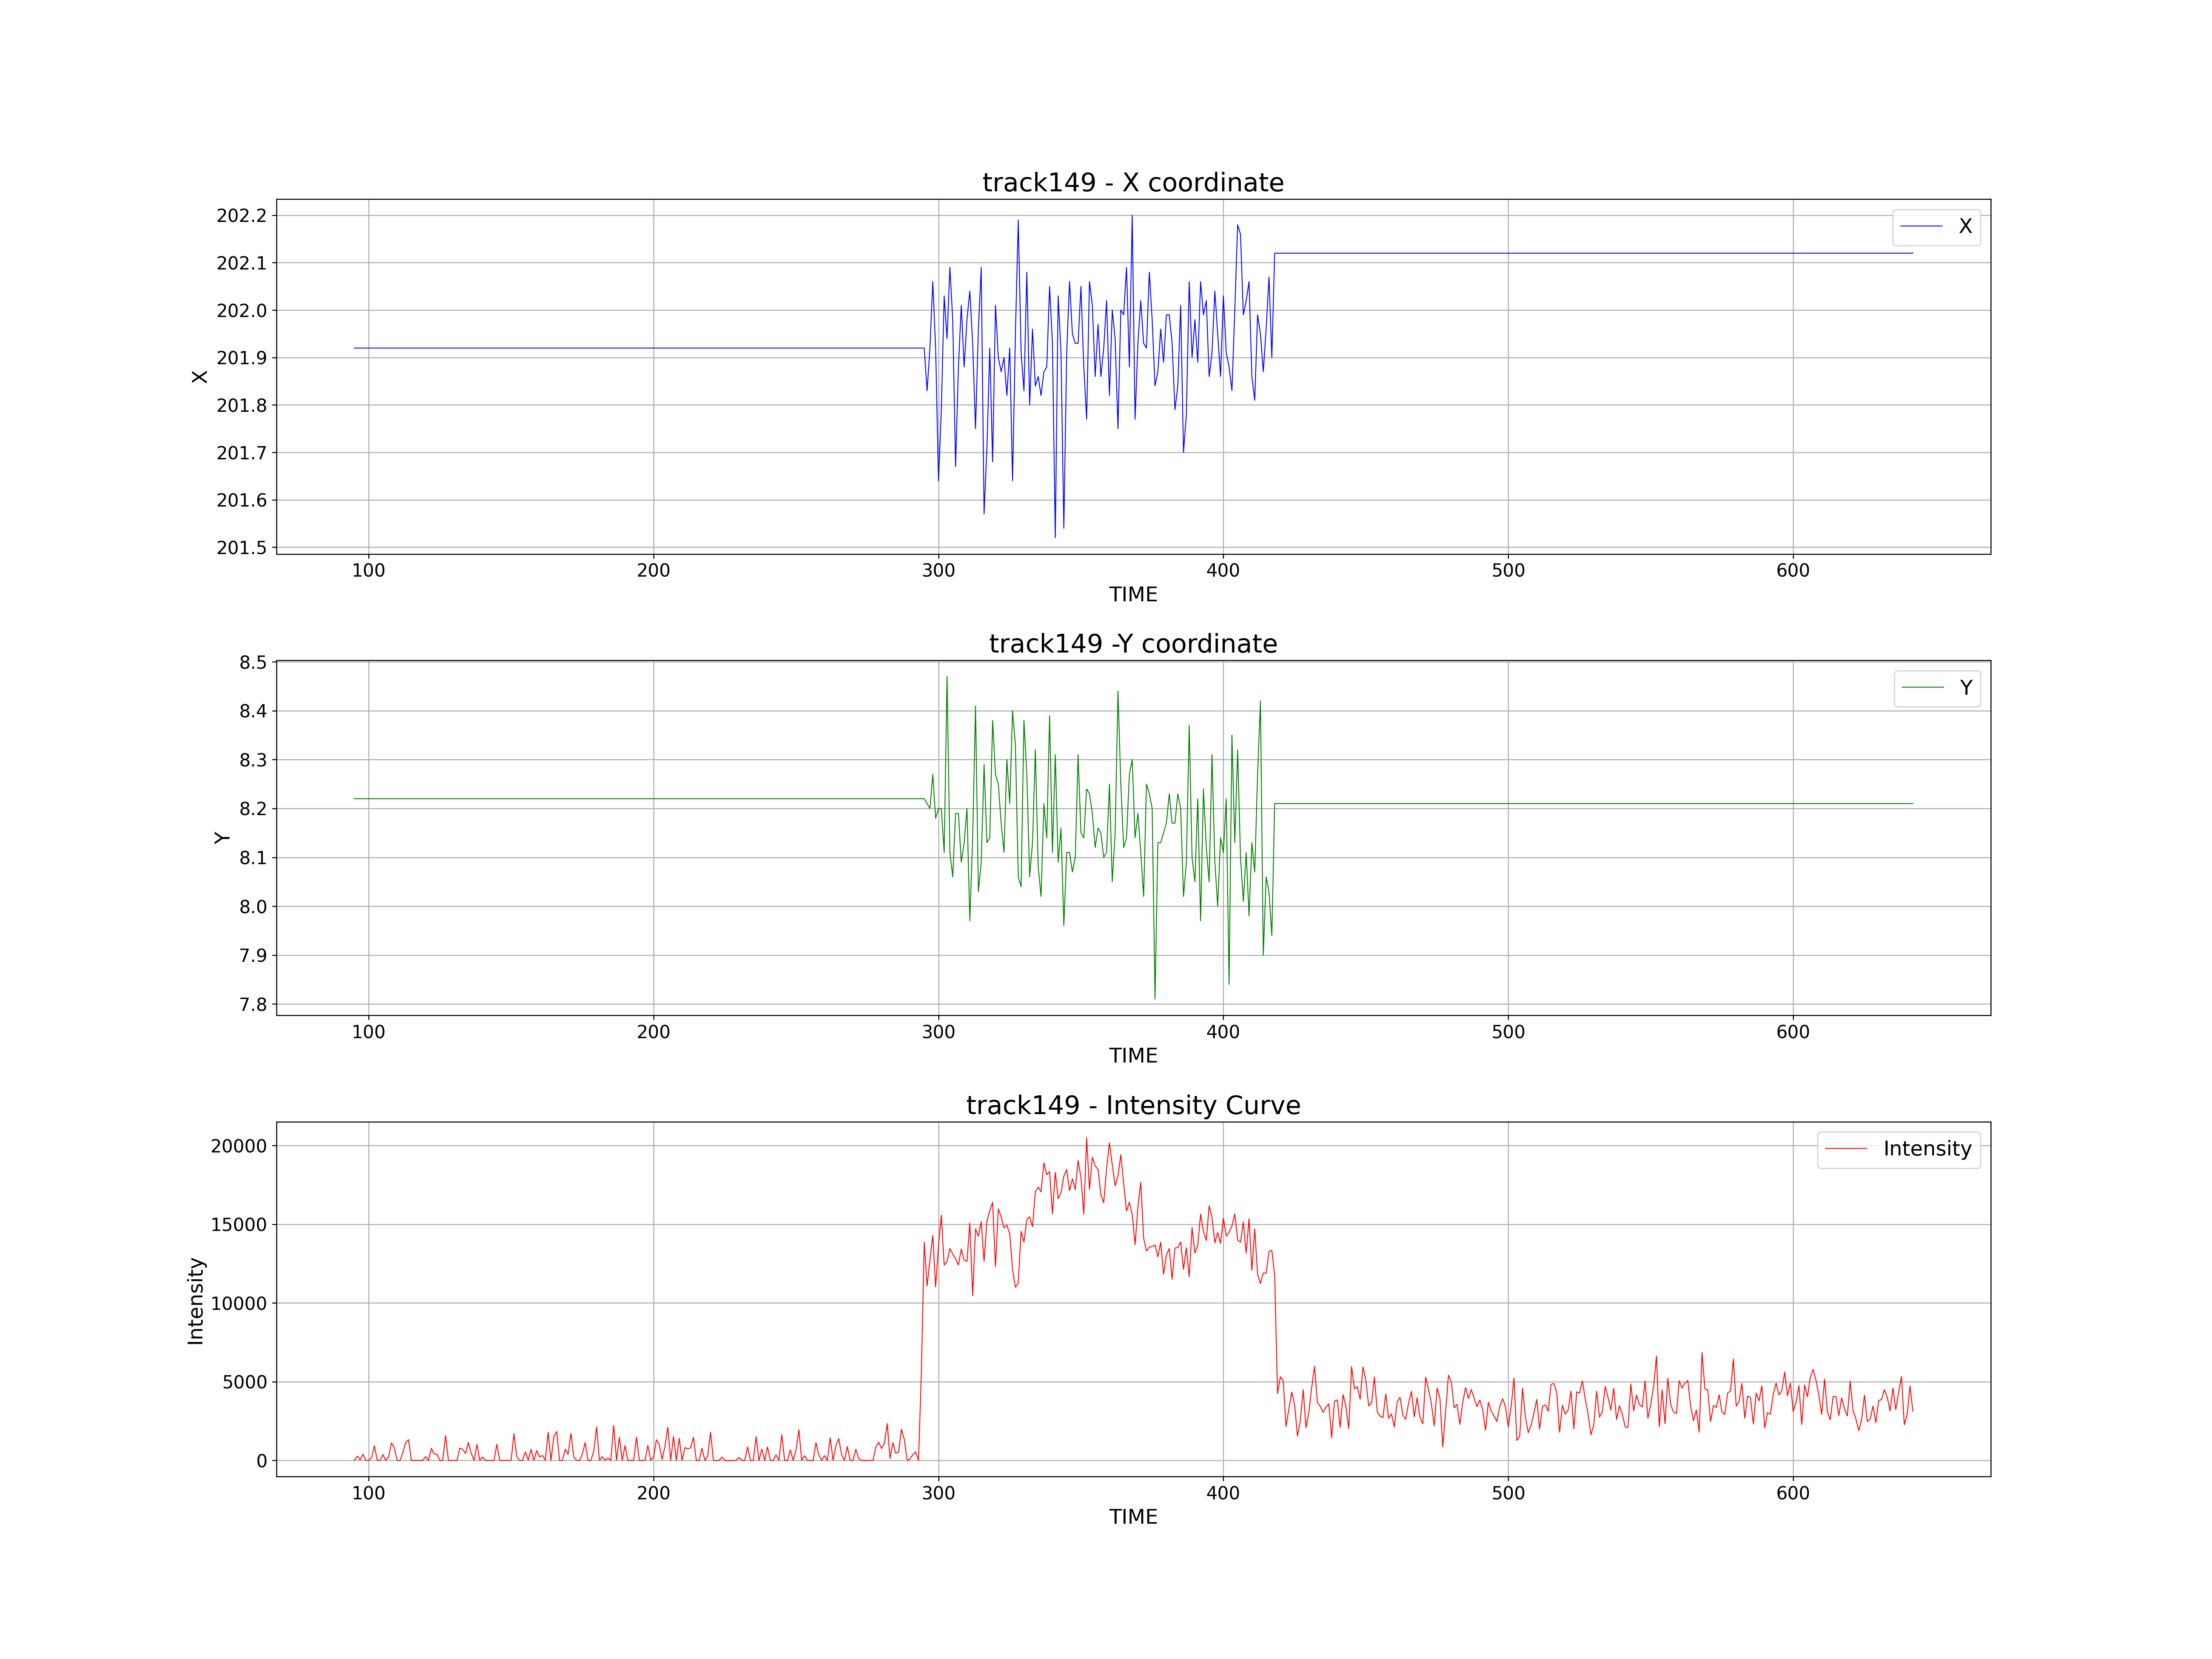 track149 - X coordinate
202.2
202.1
202.0
201.9
201.8
201.7
201.6
201.5
X
X
100 200 300 400 500 600
TIME
track149 -Y coordinate
8.5
8.4
8.3
8.2
8.1
8.0
7.9
7.8
Y
Y
100 200 300 400 500 600
TIME
track149 - Intensity Curve
20000
15000
10000
5000
0
Intensity
Intensity
100 200 300 400 500 600
TIME